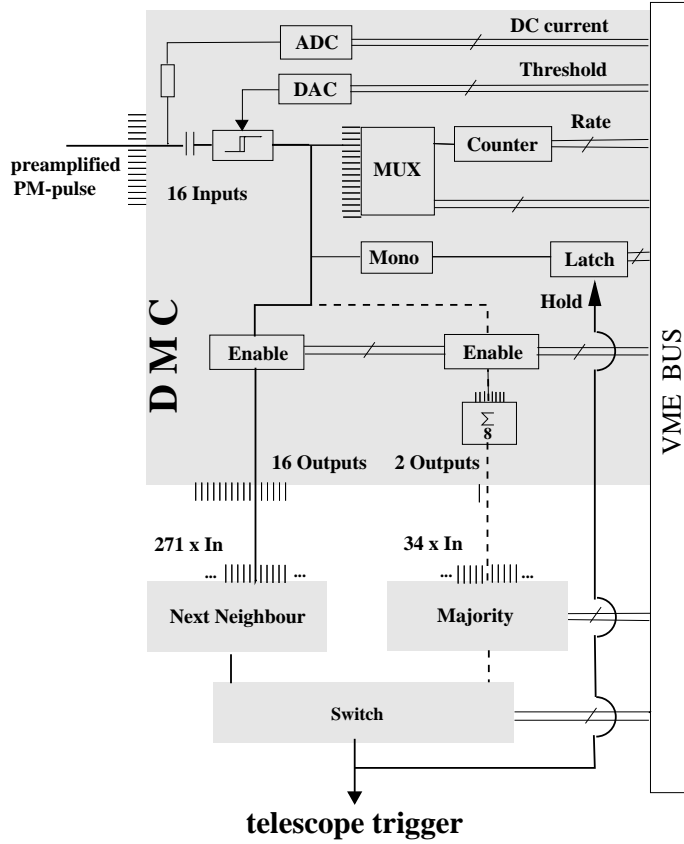 DC current
ADC
Threshold
DAC
Rate
Counter
MUX
preamplified
PM-pulse
16 Inputs
Mono
Latch
Hold
D M C
Enable
Enable
VME BUS
Σ
8
16 Outputs
2 Outputs
271 x In
34 x In
... ...
... ...
Next Neighbour
Majority
Switch
telescope trigger